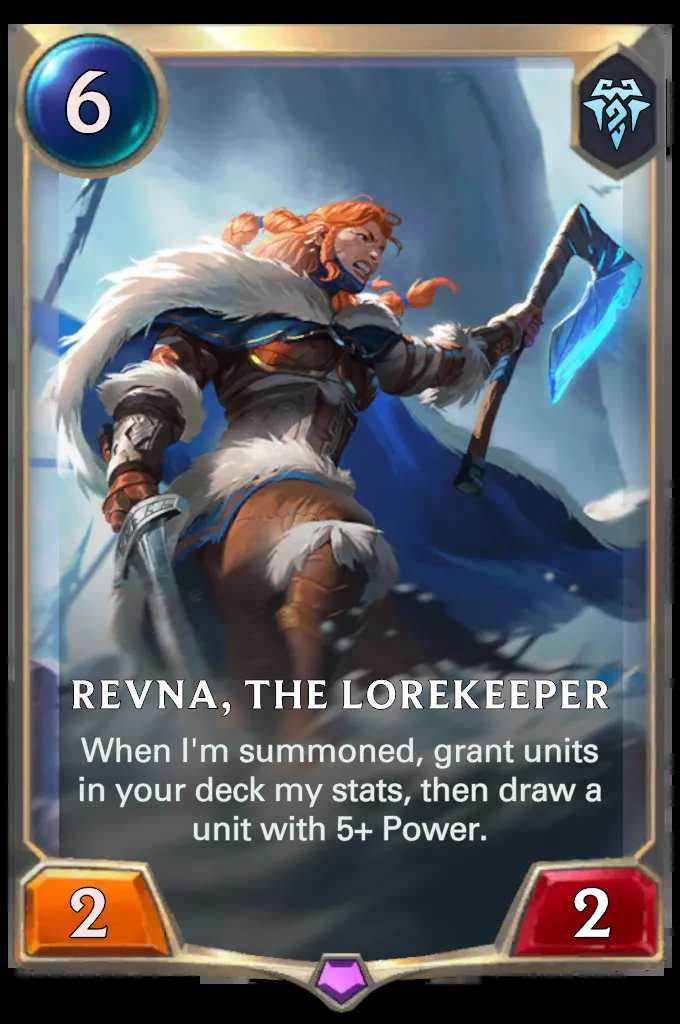 6
REVNA, THE LOREKEEPER
When I'm summoned, grant units
in your deck my stats, then draw a
unit with 5+ Power.
2
2